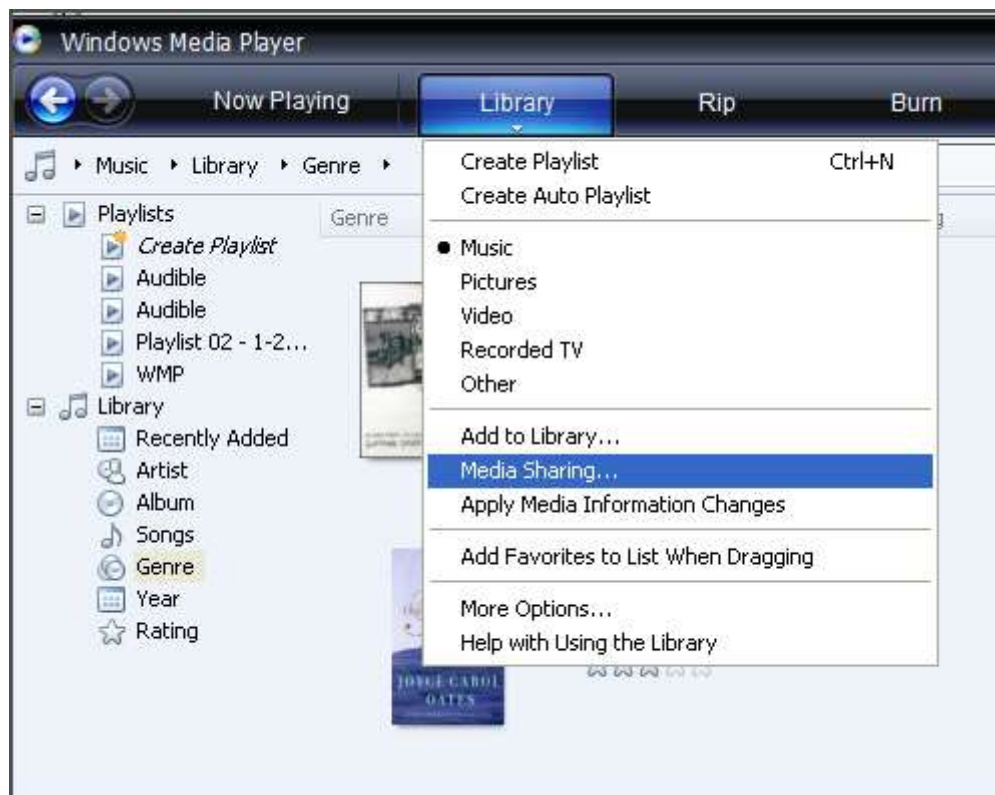 Windows Media Player
Now Playing
Library
Rip
Burn
Music Library Genre
Create Playlist Ctrl+N
Create Auto Playlist
Music
Pictures
Video
Recorded TV
Other
Add to Library...
Media Sharing...
Apply Media Information Changes
Add Favorites to List When Dragging
More Options...
Help with Using the Library
Playlists
Create Playlist
Audible
Audible
Playlist 02 - 1-2...
WMP
Library
Recently Added
Artist
Album
Songs
Genre
Year
Rating
Genre
JOYCE CAROL
OATES